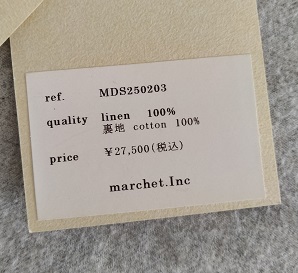 ref. MDS250203
quality linen 100%
裏地 cotton 100%
price ¥27,500(税込)
marchet.Inc